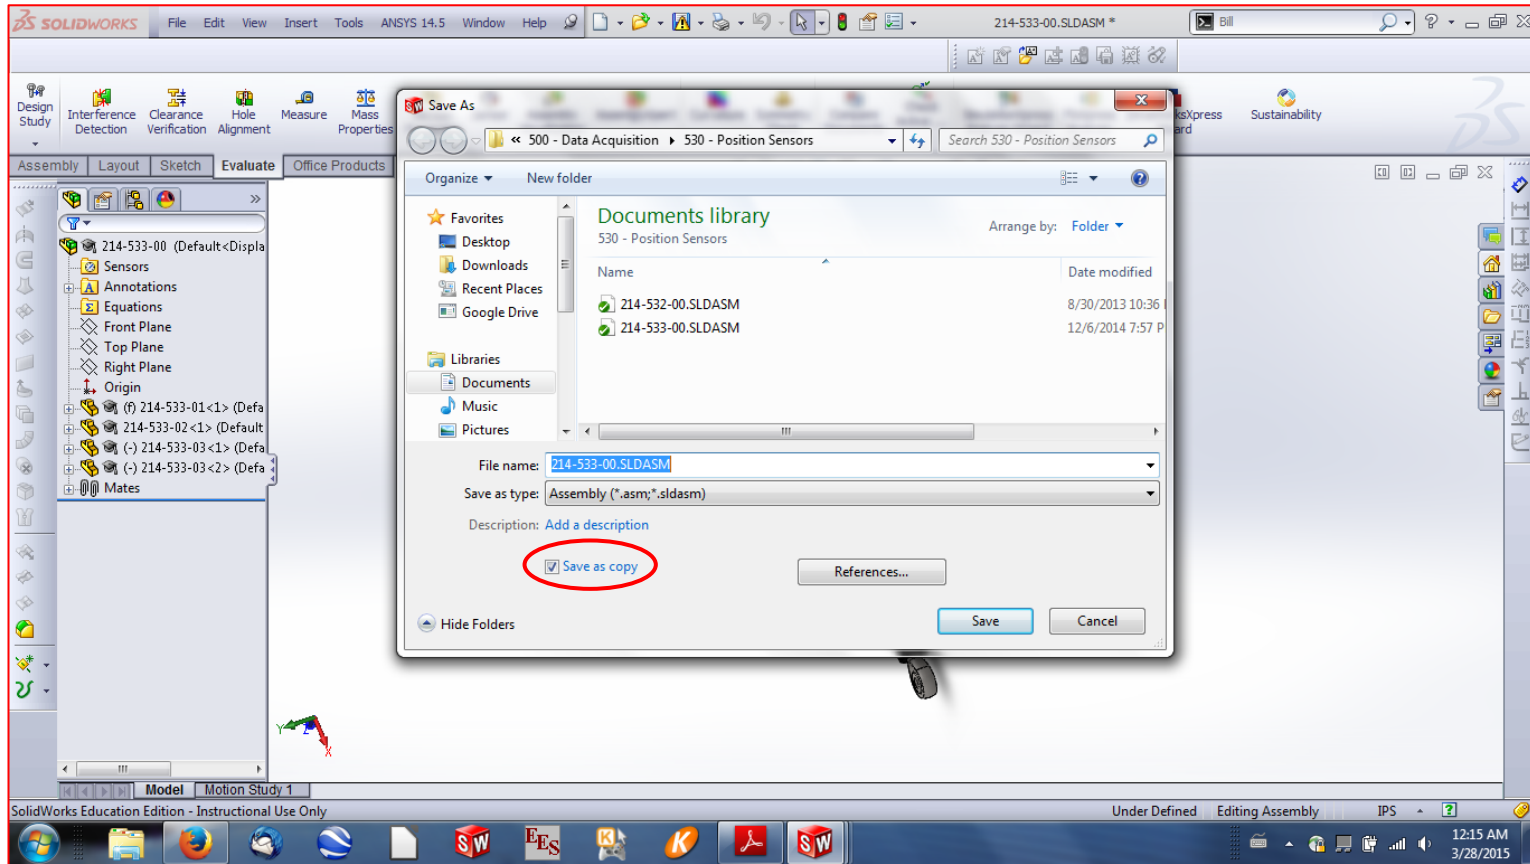 SOLIDWORKS File Edit View Insert Tools ANSYS 14.5 Window Help 214-533-00.SLDASM * Bill
Design Study
Interference Detection
Clearance Verification
Hole Alignment
Measure
Mass Properties
Sustainability
Assembly Layout Sketch Evaluate Office Products
214-533-00 (Default<Displa
Sensors
Annotations
Equations
Front Plane
Top Plane
Right Plane
Origin
(f) 214-533-01<1> (Defa
214-533-02<1> (Default
(-) 214-533-03<1> (Defa
(-) 214-533-03<2> (Defa
Mates
Save As
« 500 - Data Acquisition 530 - Position Sensors Search 530 - Position Sensors
Organize New folder
Favorites
Desktop
Downloads
Recent Places
Google Drive
Libraries
Documents
Music
Pictures
Documents library
530 - Position Sensors
Arrange by: Folder
Name Date modified
214-532-00.SLDASM 8/30/2013 10:36
214-533-00.SLDASM 12/6/2014 7:57 P
File name: 214-533-00.SLDASM
Save as type: Assembly (*.asm;*.sldasm)
Description: Add a description
Save as copy References...
Hide Folders Save Cancel
Y Z X
Model Motion Study 1
SolidWorks Education Edition - Instructional Use Only Under Defined Editing Assembly IPS
SW EES K K SW
12:15 AM
3/28/2015